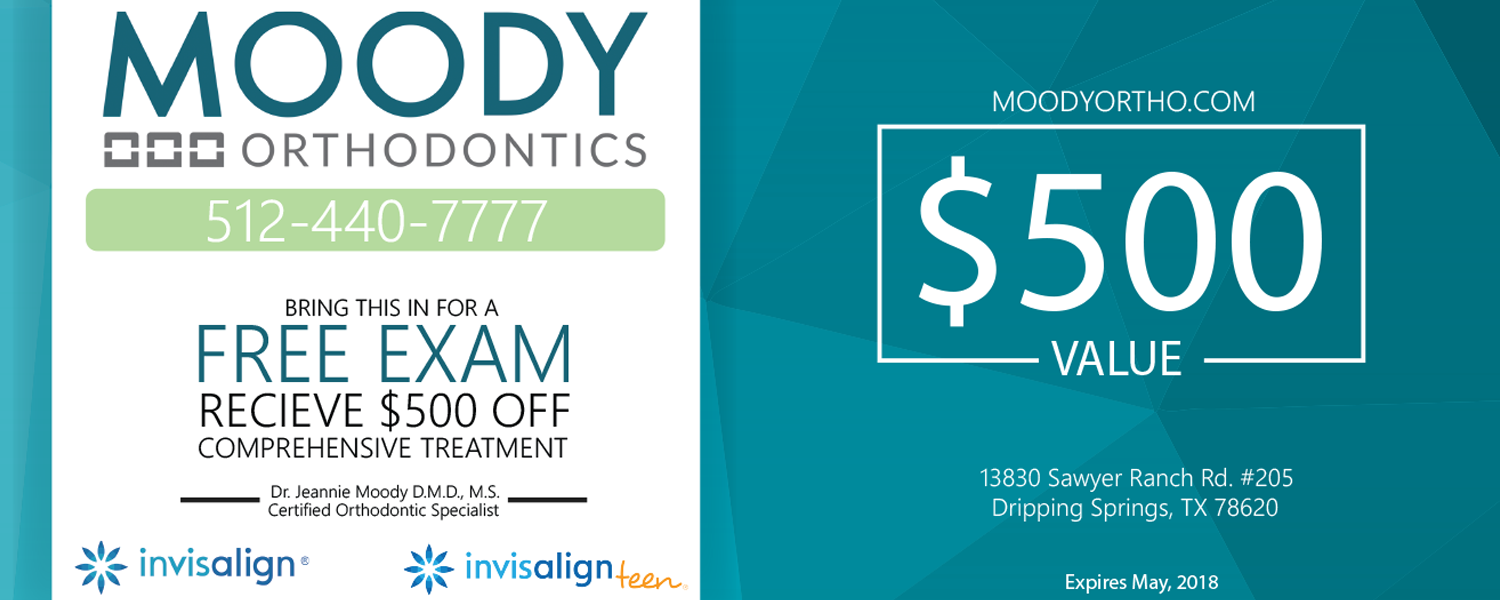 MOODY
ORTHODONTICS
512-440-7777
BRING THIS IN FOR A
FREE EXAM
RECIEVE $500 OFF
COMPREHENSIVE TREATMENT
Dr. Jeannie Moody D.M.D., M.S.
Certified Orthodontic Specialist
invisalign®
invisalign teen
MOODYORTHO.COM
$500
VALUE
13830 Sawyer Ranch Rd. #205
Dripping Springs, TX 78620
Expires May, 2018